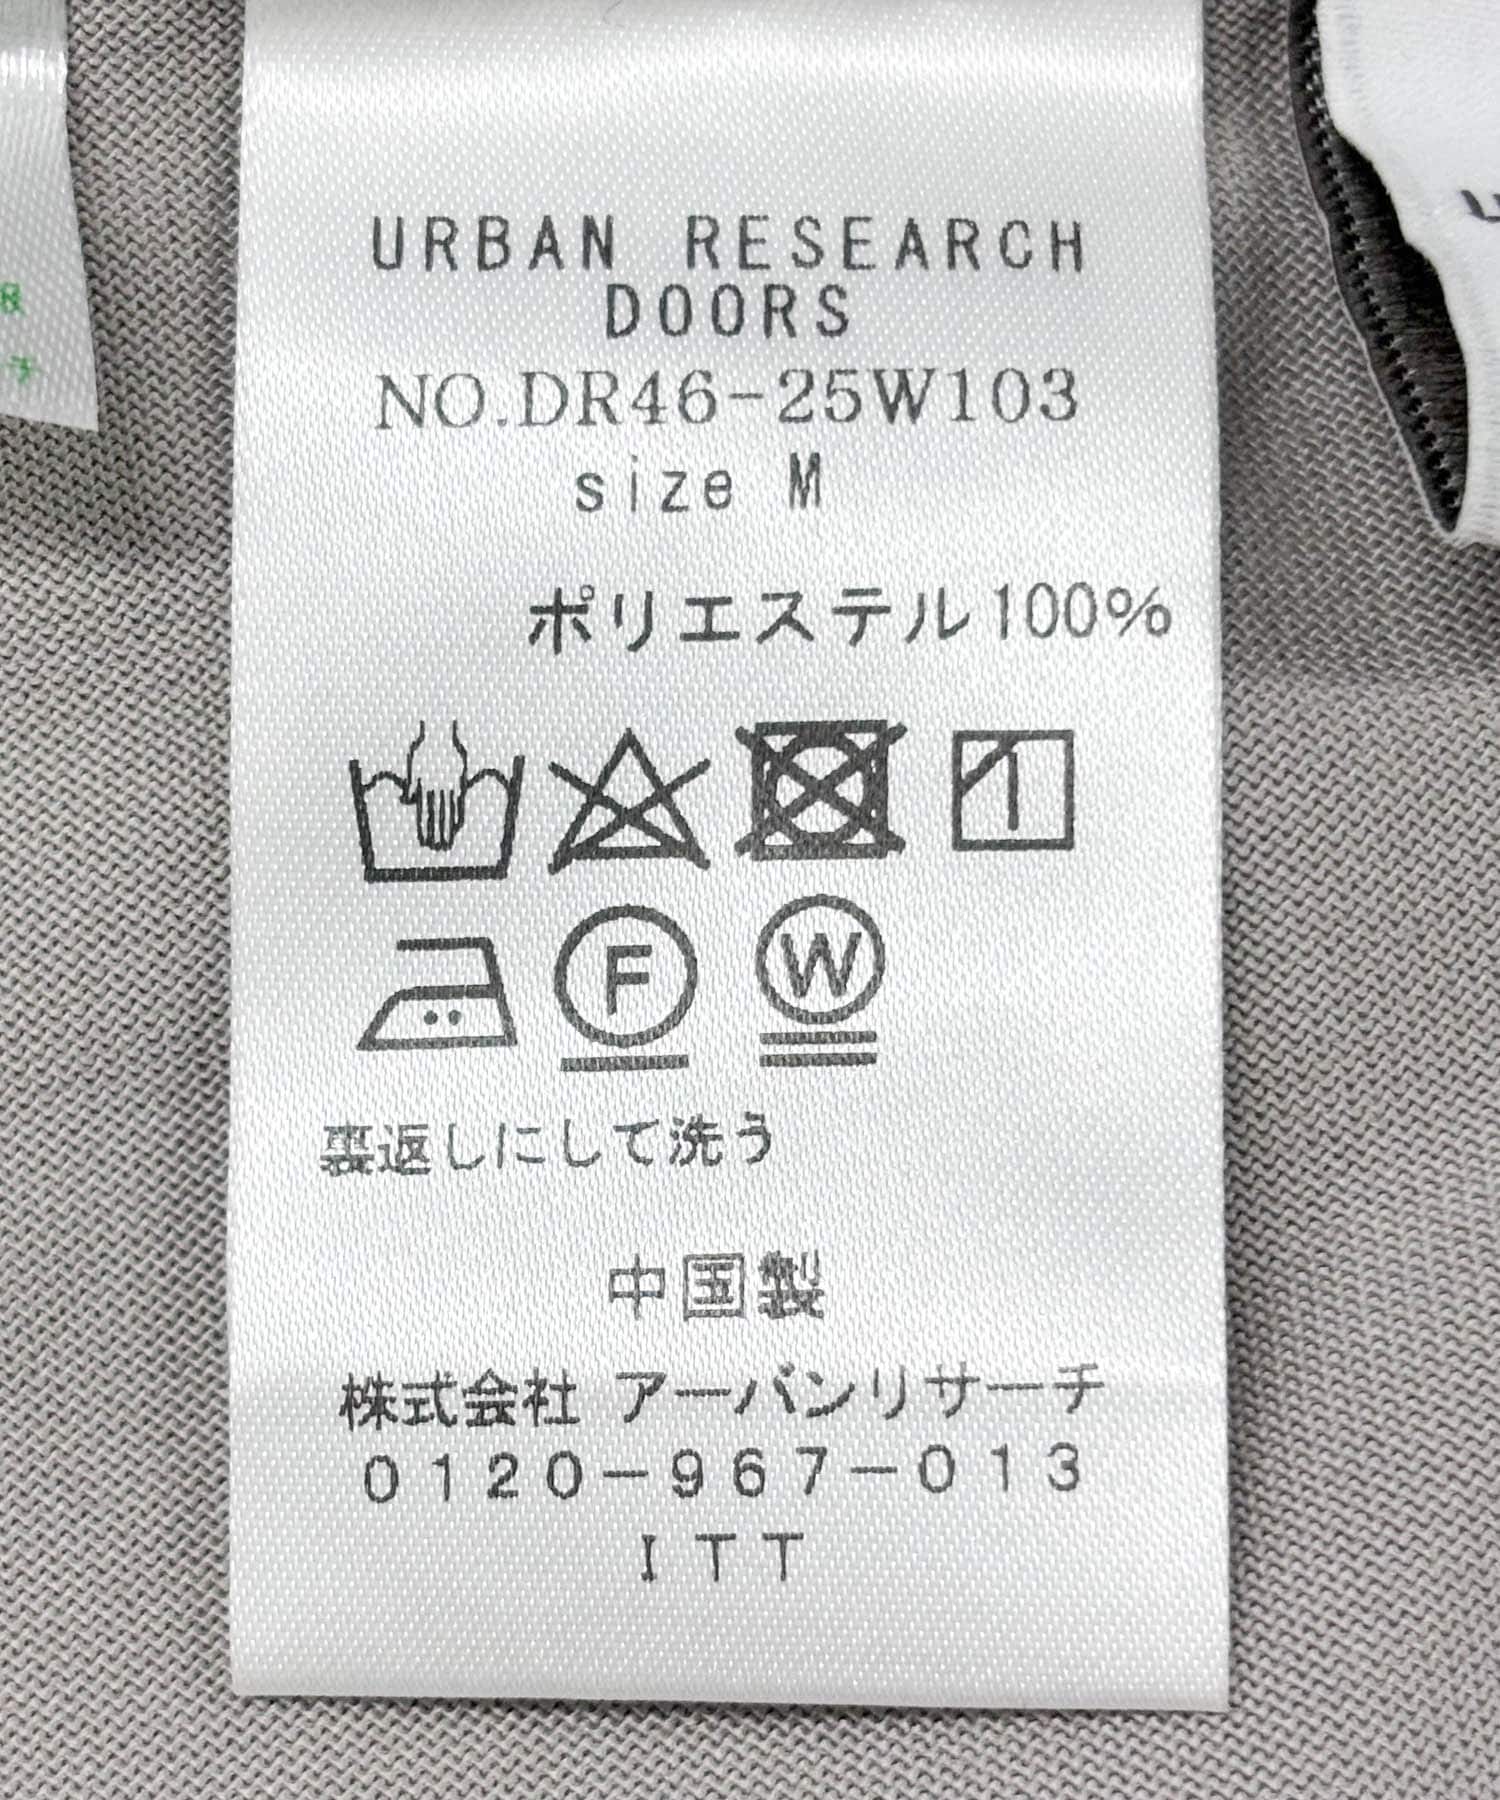 URBAN RESEARCH
DOORS
NO.DR46-25W103
size M
ポリエステル100%
F
W
裏返しにして洗う
中国製
株式会社 アーバンリサーチ
0120-967-013
ITT